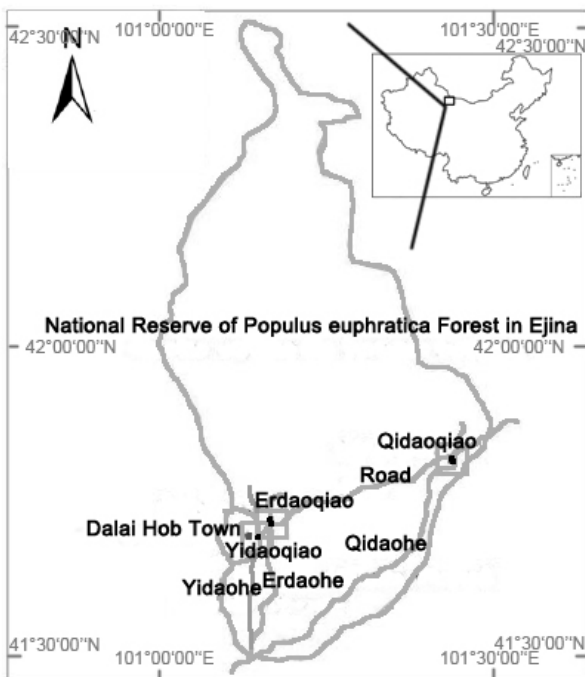 101°00'00"E
101°30'00"E
42°30'00"N
42°30'00"N
N
National Reserve of Populus euphratica Forest in Ejina
42°00'00"N
42°00'00"N
Qidaoqiao
Road
Erdaoqiao
Dalai Hob Town
Yidaoqiao
Qidaohe
Yidaohe
Erdaohe
41°30'00"N
41°30'00"N
101°00'00"E
101°30'00"E